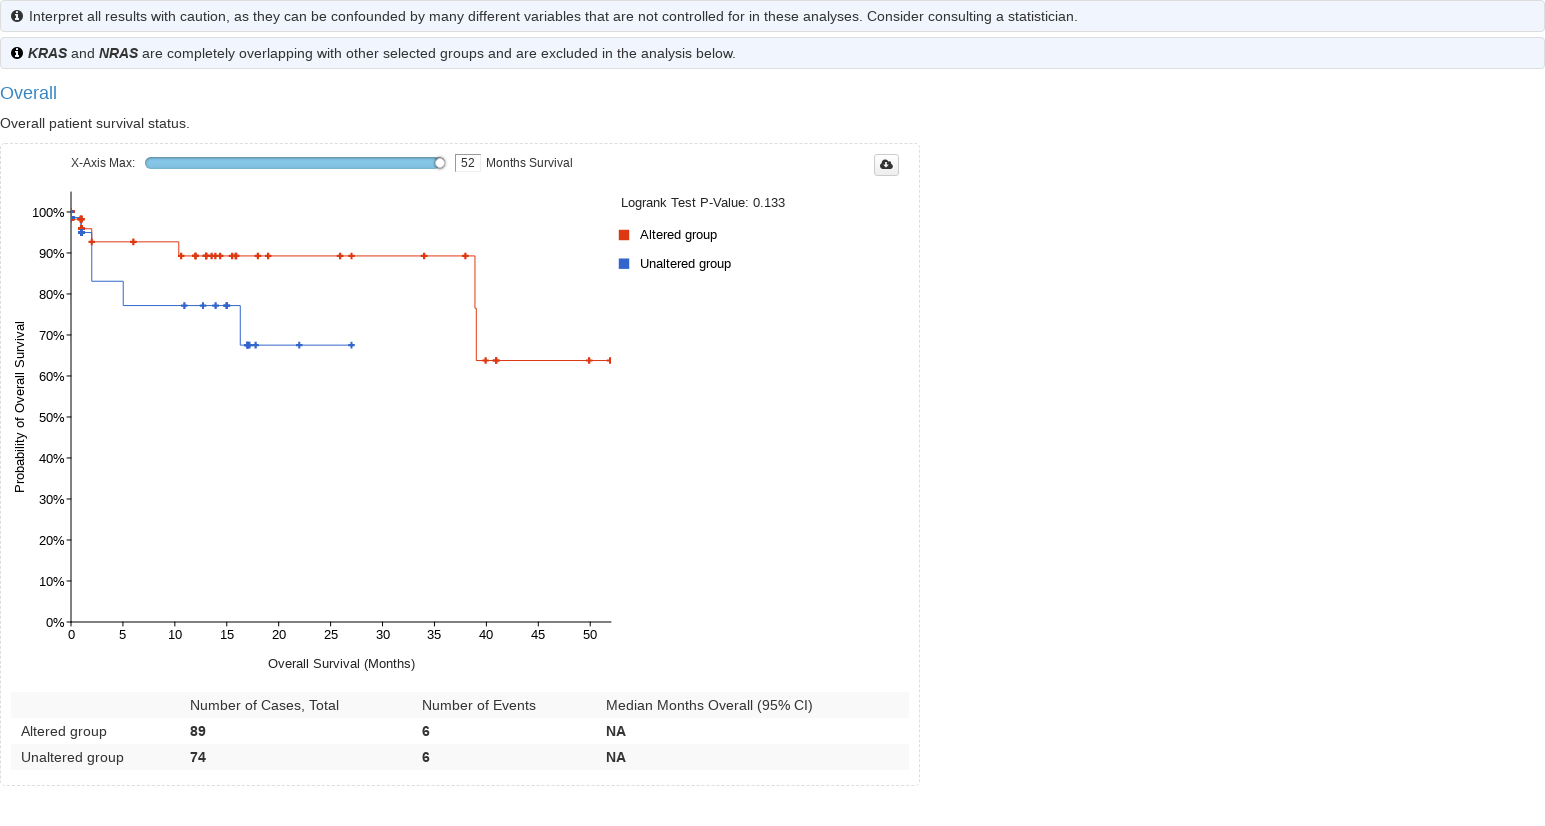 Interpret all results with caution, as they can be confounded by many different variables that are not controlled for in these analyses. Consider consulting a statistician.
KRAS and NRAS are completely overlapping with other selected groups and are excluded in the analysis below.
Overall
Overall patient survival status.
X-Axis Max: 52 Months Survival
Logrank Test P-Value: 0.133
Altered group
Unaltered group
Probability of Overall Survival
100%
90%
80%
70%
60%
50%
40%
30%
20%
10%
0%
0 5 10 15 20 25 30 35 40 45 50
Overall Survival (Months)
Number of Cases, Total Number of Events Median Months Overall (95% CI)
Altered group 89 6 NA
Unaltered group 74 6 NA